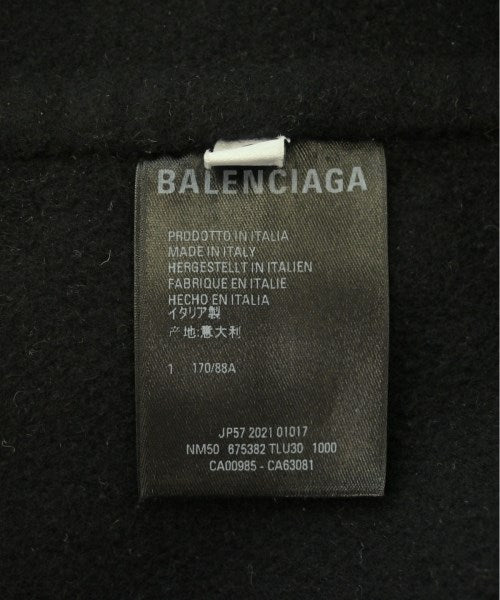 BALENCIAGA
PRODOTTO IN ITALIA
MADE IN ITALY
HERGESTELLT IN ITALIEN
FABRIQUE EN ITALIE
HECHO EN ITALIA
イタリア製
产地:意大利
1 170/88A
JP57 2021 01017
NM50 675382 TLU30 1000
CA00985 - CA63081